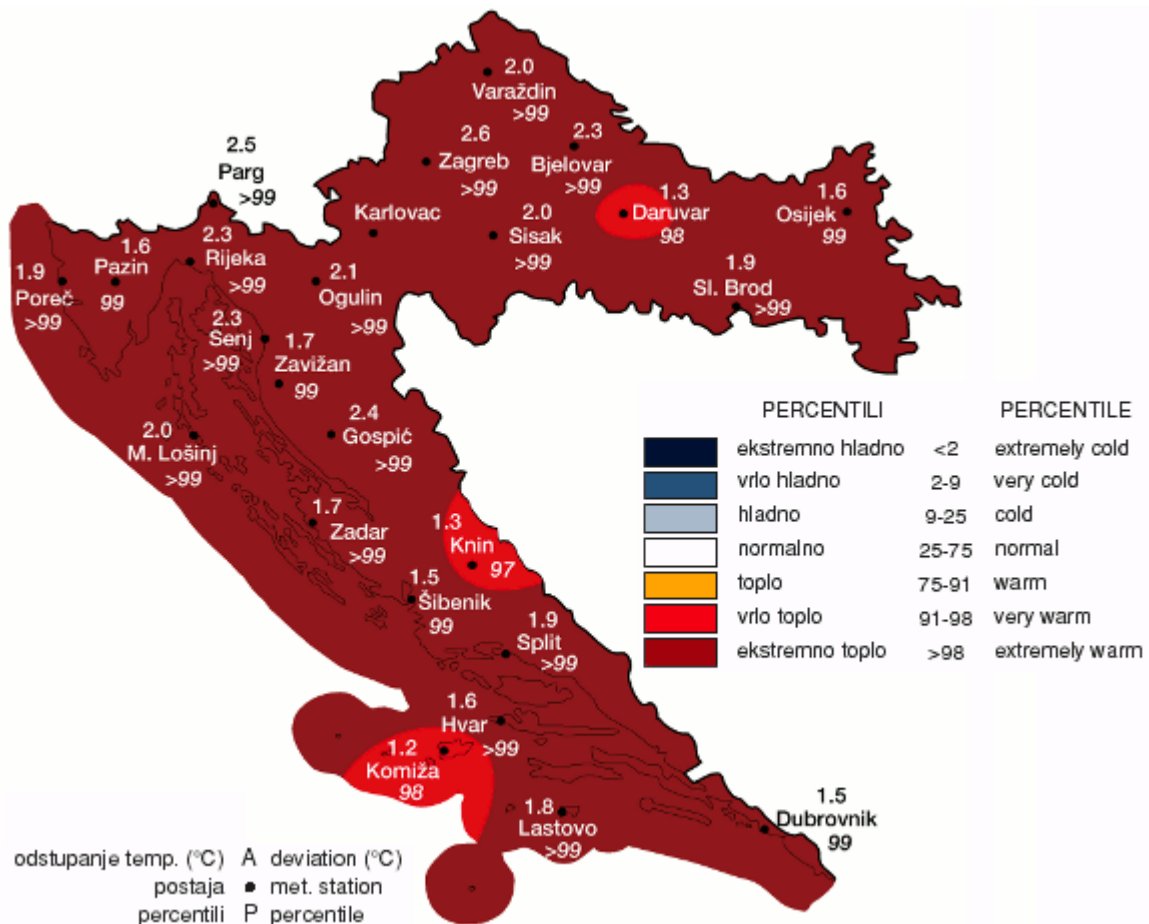 2.0
Varaždin
>99
2.6
Zagreb
>99
2.3
Bjelovar
>99
2.5
Parg
>99
1.3
Daruvar
98
1.6
Osijek
99
Karlovac
2.0
Sisak
>99
1.9
Poreč
>99
1.6
Pazin
99
2.3
Rijeka
>99
2.1
Ogulin
>99
1.9
Sl. Brod
>99
2.3
Senj
>99
1.7
Zavižan
99
2.4
Gospić
>99
2.0
M. Lošinj
>99
1.7
Zadar
>99
1.3
Knin
97
1.5
Šibenik
99
1.9
Split
>99
1.6
Hvar
>99
1.2
Komiža
98
1.8
Lastovo
>99
1.5
Dubrovnik
99
PERCENTILI PERCENTILE
ekstremno hladno <2 extremely cold
vrlo hladno 2-9 very cold
hladno 9-25 cold
normalno 25-75 normal
toplo 75-91 warm
vrlo toplo 91-98 very warm
ekstremno toplo >98 extremely warm
odstupanje temp. (°C) A deviation (°C)
postaja ● met. station
percentili P percentile